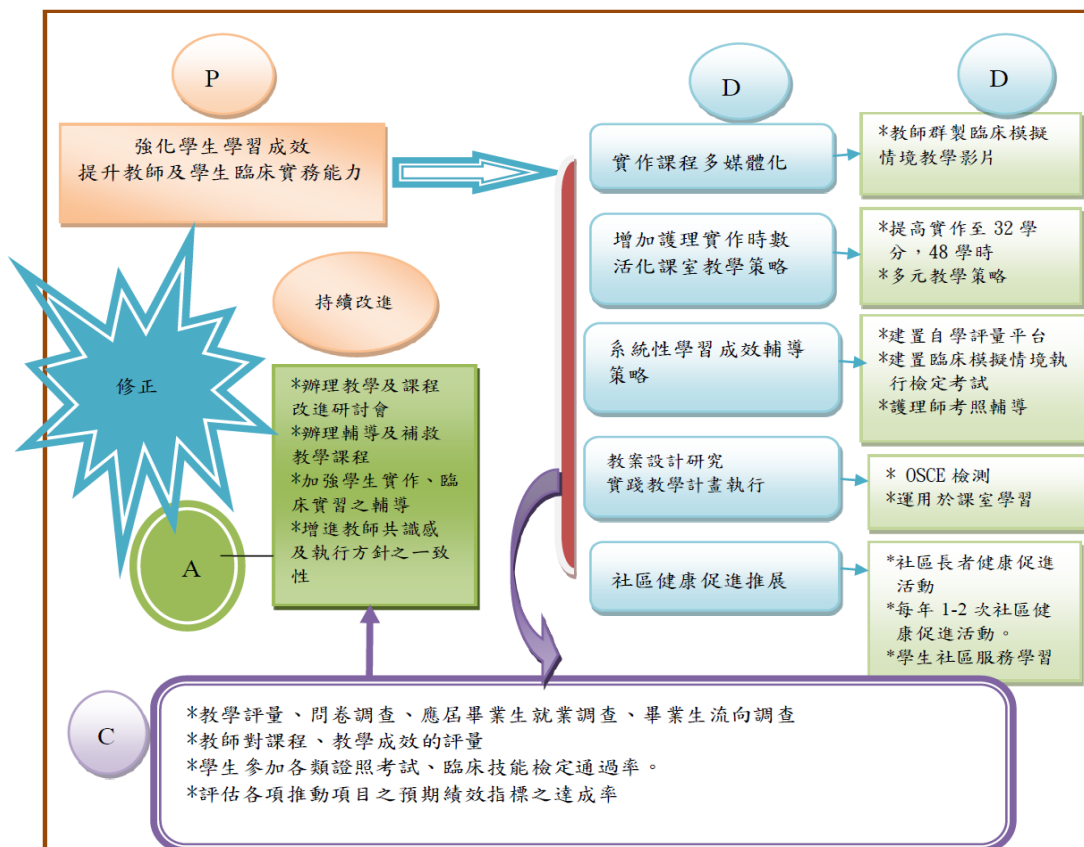 P
強化學生學習成效
提升教師及學生臨床實務能力
D
D
實作課程多媒體化
*教師群製臨床模擬
情境教學影片
增加護理實作時數
活化課室教學策略
*提高實作至 32 學
分，48 學時
*多元教學策略
系統性學習成效輔導
策略
*建置自學評量平台
*建置臨床模擬情境執
行檢定考試
*護理師考照輔導
教案設計研究
實踐教學計畫執行
* OSCE 檢測
*運用於課室學習
社區健康促進推展
*社區長者健康促進
活動
*每年 1-2 次社區健
康促進活動。
*學生社區服務學習
修正
持續改進
*辦理教學及課程
改進研討會
*辦理輔導及補救
教學課程
*加強學生實作、臨
床實習之輔導
*增進教師共識感
及執行方針之一致
性
A
C
*教學評量、問卷調查、應屆畢業生就業調查、畢業生流向調查
*教師對課程、教學成效的評量
*學生參加各類證照考試、臨床技能檢定通過率。
*評估各項推動項目之預期績效指標之達成率